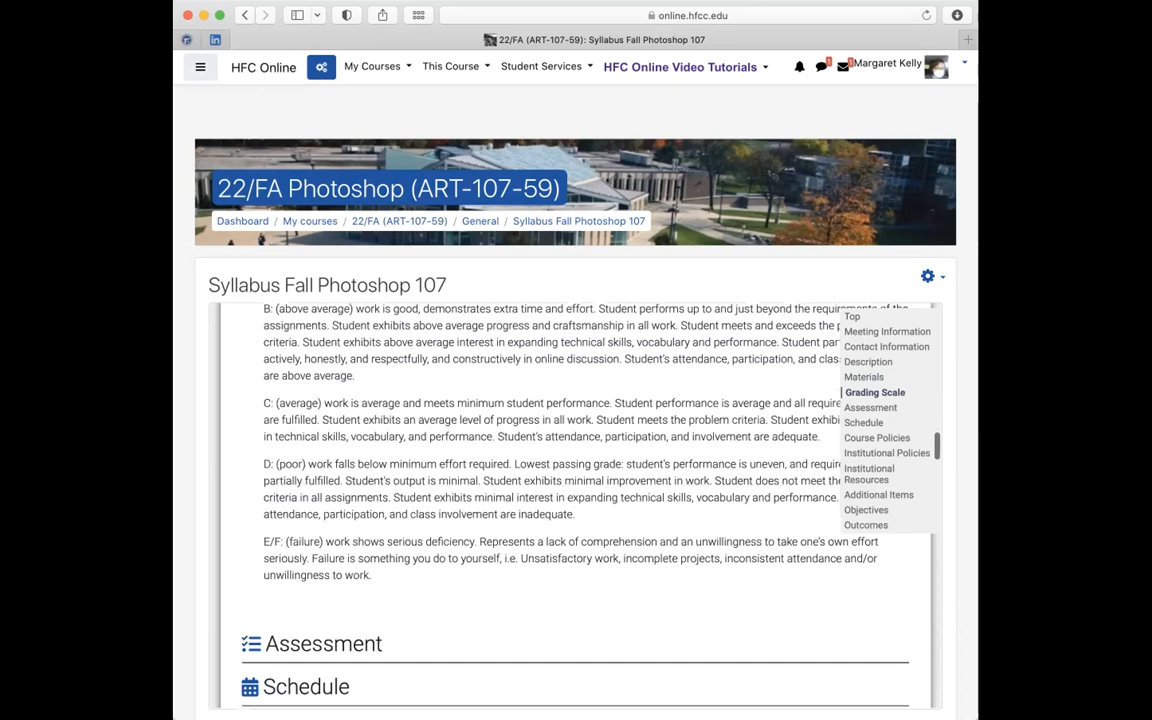 online.hfcc.edu
22/FA (ART-107-59): Syllabus Fall Photoshop 107
HFC Online My Courses This Course Student Services HFC Online Video Tutorials 1 Margaret Kelly
22/FA Photoshop (ART-107-59)
Dashboard / My courses / 22/FA (ART-107-59) / General / Syllabus Fall Photoshop 107
Syllabus Fall Photoshop 107
B: (above average) work is good, demonstrates extra time and effort. Student performs up to and just beyond the requirements of the
assignments. Student exhibits above average progress and craftsmanship in all work. Student meets and exceeds the
criteria. Student exhibits above average interest in expanding technical skills, vocabulary and performance. Student
actively, honestly, and respectfully, and constructively in online discussion. Student's attendance, participation, and
are above average.
C: (average) work is average and meets minimum student performance. Student performance is average and all
are fulfilled. Student exhibits an average level of progress in all work. Student meets the problem criteria. Student
in technical skills, vocabulary, and performance. Student's attendance, participation, and involvement are adequate.
D: (poor) work falls below minimum effort required. Lowest passing grade: student's performance is uneven, and
partially fulfilled. Student's output is minimal. Student exhibits minimal improvement in work. Student does not meet the
criteria in all assignments. Student exhibits minimal interest in expanding technical skills, vocabulary and performance.
attendance, participation, and class involvement are inadequate.
E/F: (failure) work shows serious deficiency. Represents a lack of comprehension and an unwillingness to take one's own effort
seriously. Failure is something you do to yourself, i.e. Unsatisfactory work, incomplete projects, inconsistent attendance and/or
unwillingness to work.
Assessment
Schedule
Top
Meeting Information
Contact Information
Description
Materials
Grading Scale
Assessment
Schedule
Course Policies
Institutional Policies
Institutional
Resources
Additional Items
Objectives
Outcomes